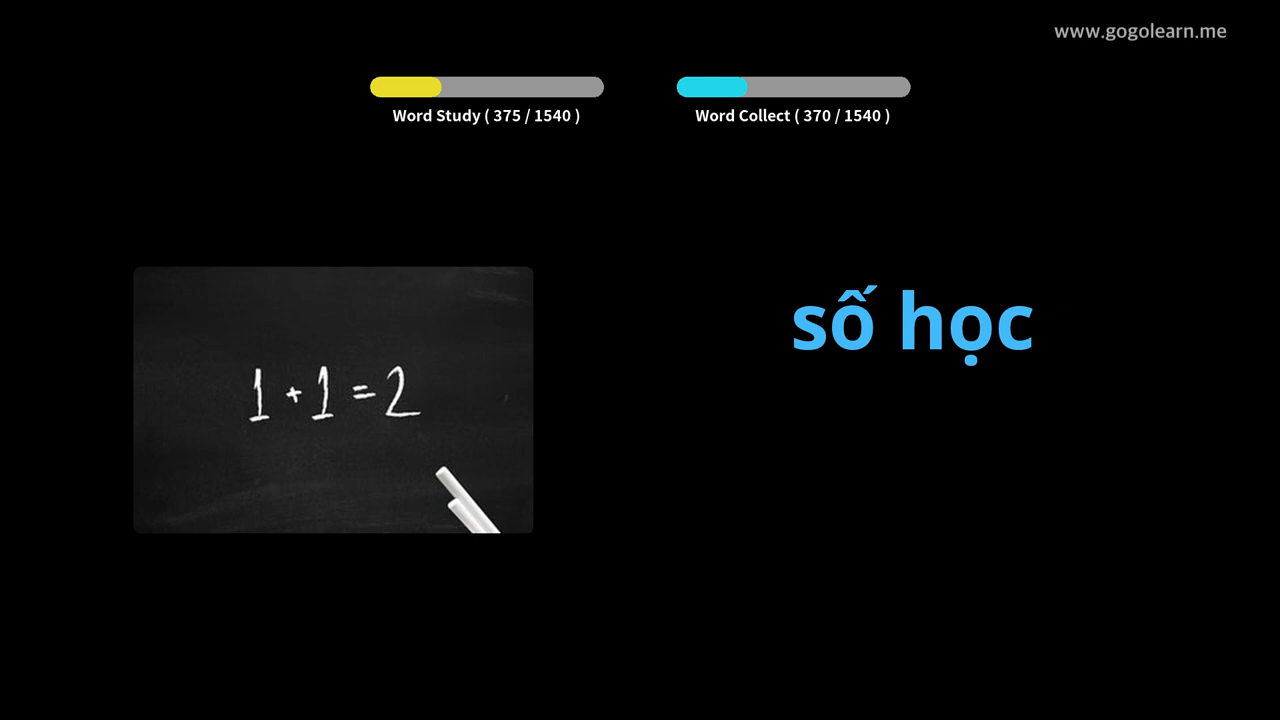 www.gogolearn.me
Word Study ( 375 / 1540 )
Word Collect ( 370 / 1540 )
số học
1 + 1 = 2